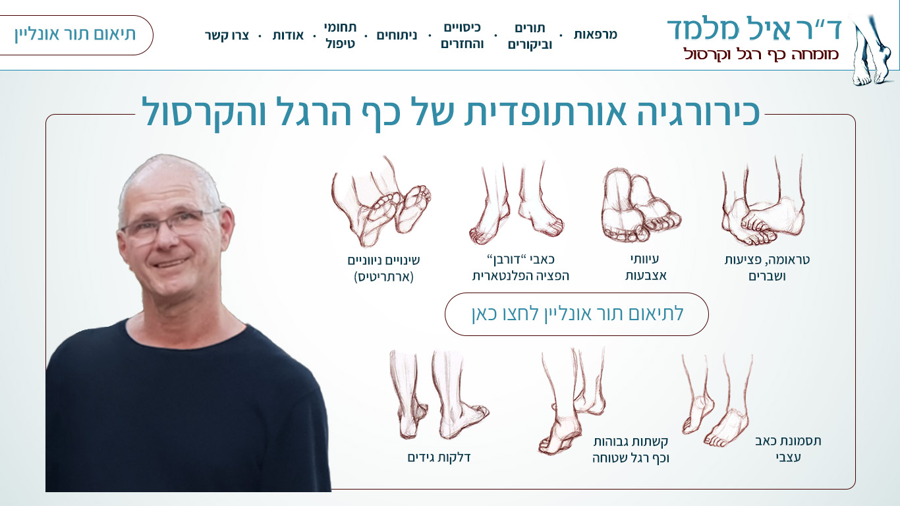 ד״ר איל מלמד
מומחה כף רגל וקרסול
מרפאות · תורים וביקורים · כיסויים והחזרים · ניתוחים · תחומי טיפול · אודות · צרו קשר
תיאום תור אונליין
כירורגיה אורתופדית של כף הרגל והקרסול
טראומה, פציעות
ושברים
עיוותי
אצבעות
כאבי "דורבן"
הפציה הפלנטארית
שינויים ניווניים
(ארתריטיס)
לתיאום תור אונליין לחצו כאן
תסמונת כאב
עצבי
קשתות גבוהות
וכף רגל שטוחה
דלקות גידים